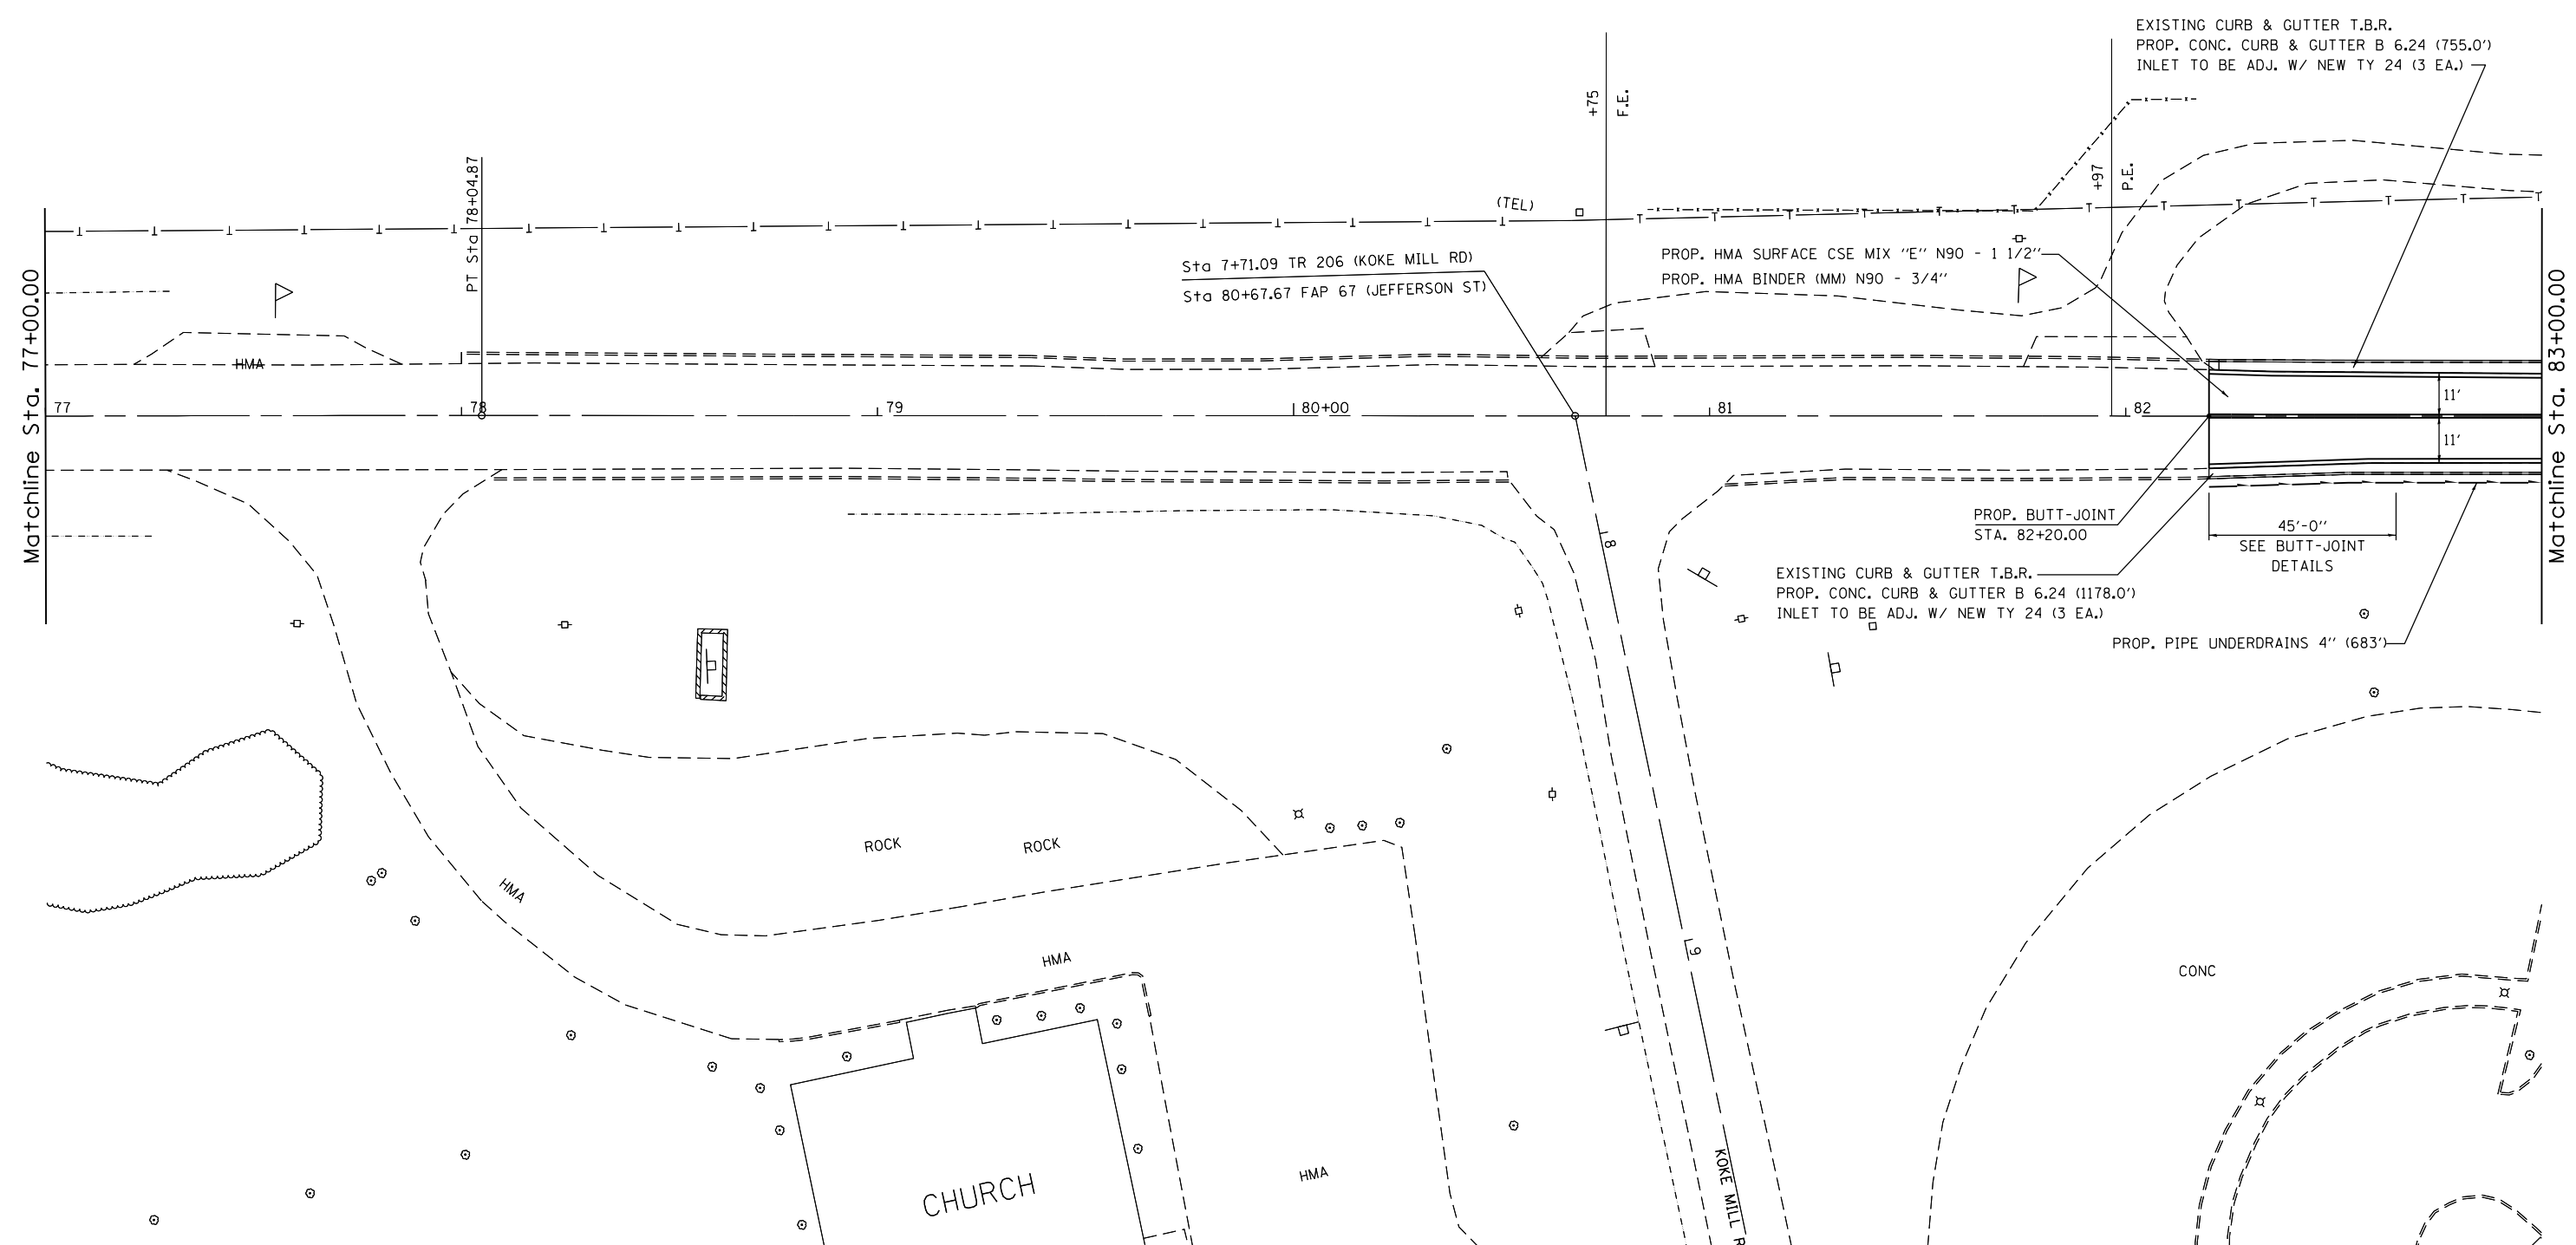 EXISTING CURB & GUTTER T.B.R.
PROP. CONC. CURB & GUTTER B 6.24 (755.0')
INLET TO BE ADJ. W/ NEW TY 24 (3 EA.)
+75
F.E.
+97
P.E.
PT Sta 78+04.87
(TEL)
Sta 7+71.09 TR 206 (KOKE MILL RD)
Sta 80+67.67 FAP 67 (JEFFERSON ST)
PROP. HMA SURFACE CSE MIX "E" N90 - 1 1/2"
PROP. HMA BINDER (MM) N90 - 3/4"
Matchline Sta. 77+00.00
Matchline Sta. 83+00.00
HMA
77
78
79
80+00
81
82
11'
11'
8
PROP. BUTT-JOINT
STA. 82+20.00
45'-0"
SEE BUTT-JOINT
DETAILS
EXISTING CURB & GUTTER T.B.R.
PROP. CONC. CURB & GUTTER B 6.24 (1178.0')
INLET TO BE ADJ. W/ NEW TY 24 (3 EA.)
PROP. PIPE UNDERDRAINS 4" (683')
ROCK
ROCK
HMA
HMA
9
CONC
HMA
CHURCH
KOKE MILL R